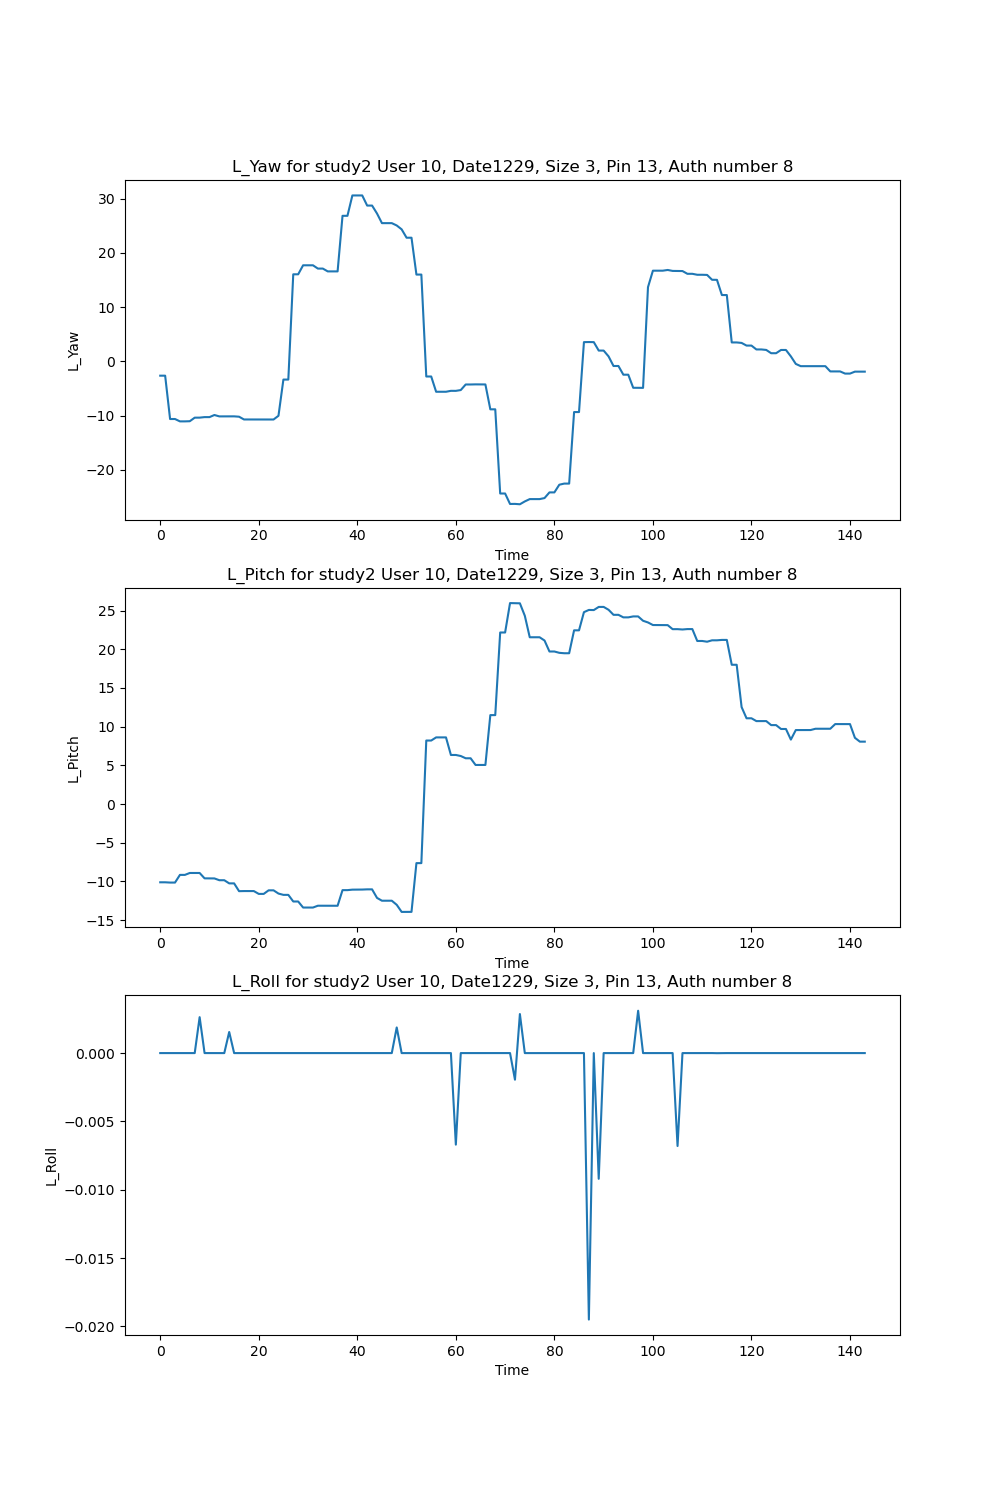 L_Yaw for study2 User 10, Date1229, Size 3, Pin 13, Auth number 8
30
20
10
0
−10
−20
L_Yaw
0 20 40 60 80 100 120 140
Time
L_Pitch for study2 User 10, Date1229, Size 3, Pin 13, Auth number 8
25
20
15
10
5
0
−5
−10
−15
L_Pitch
0 20 40 60 80 100 120 140
Time
L_Roll for study2 User 10, Date1229, Size 3, Pin 13, Auth number 8
0.000
−0.005
−0.010
−0.015
−0.020
L_Roll
0 20 40 60 80 100 120 140
Time